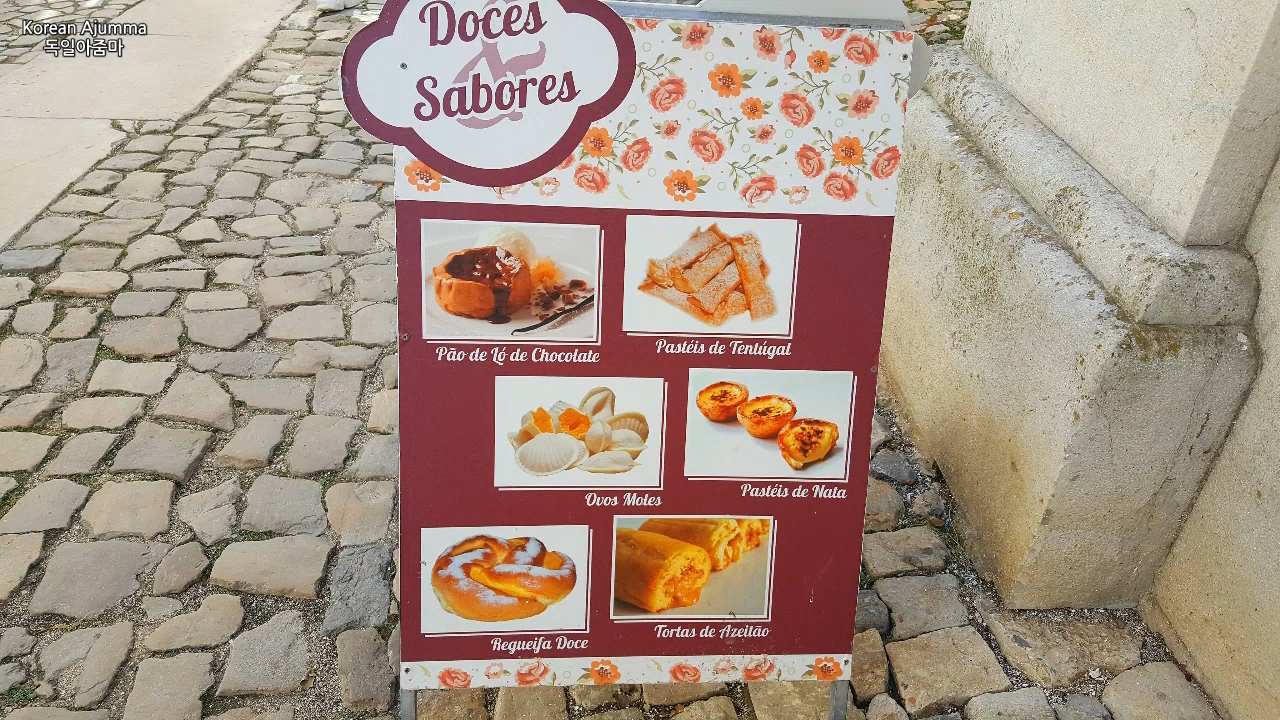 Korean Ajumma
독일아줌마
Doces
&
Sabores
Pão de Ló de Chocolate
Pastéis de Tentúgal
Ovos Moles
Pastéis de Nata
Regueifa Doce
Tortas de Azeitão